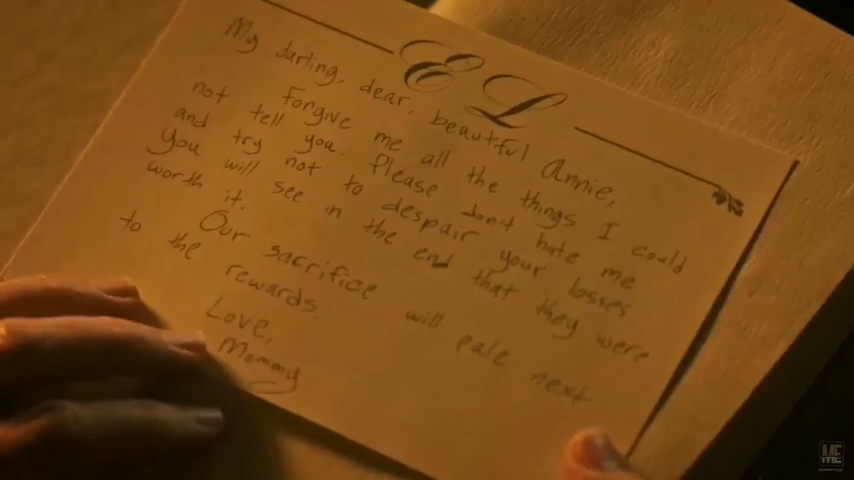 E L
My darling, dear, beautiful Annie,
Forgive me all the things I could
not tell you. Please don't hate me
and try not to despair your losses
You will see in the end that they were
worth it.
Our sacrifice will pale next
to the rewards.
Love,
Mommy
ME